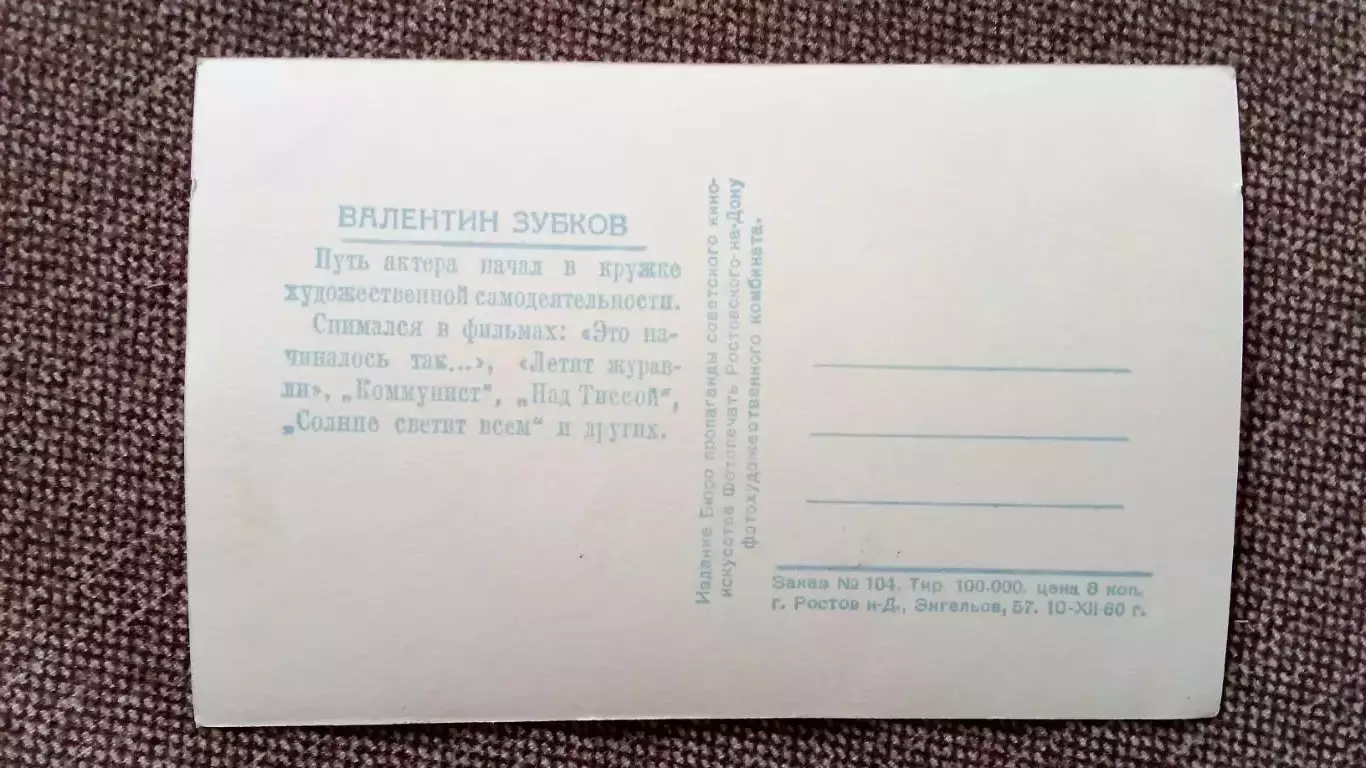 ВАЛЕНТИН ЗУБКОВ
Путь актера начал в кружке
художественной самодеятельности.
Снимался в фильмах: «Это на-
чиналось так...», «Летят журав-
ли», „Коммунист“, „Над Тиссой“,
„Солнце светит всем“ и других.
Издание Бюро пропаганды советского кино-
искусства Фотопечать Ростовского-на-Дону
фотохудожественного комбината.
Заказ № 104. Тир 100.000. цена 8 коп.
г. Ростов н-Д., Энгельса, 57. 10-XII 60 г.